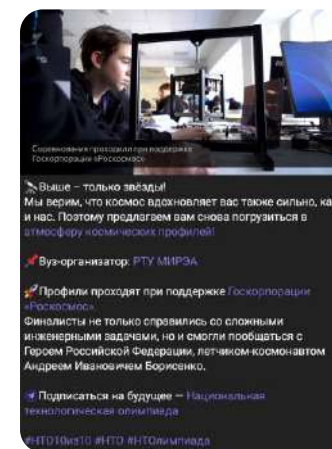 Соревнования проходили при поддержке
Госкорпорации «Роскосмос»
Выше – только звёзды!
Мы верим, что космос вдохновляет вас также сильно, ка
и нас. Поэтому предлагаем вам снова погрузиться в
атмосферу космических профилей!
Вуз-организатор: РТУ МИРЭА
Профили проходят при поддержке Госкорпорации
«Роскосмос».
Финалисты не только справились со сложными
инженерными задачами, но и смогли пообщаться с
Героем Российской Федерации, летчиком-космонавтом
Андреем Ивановичем Борисенко.
Подписаться на будущее — Национальная
технологическая олимпиада
#НТО10из10 #НТО #НТОлимпиада